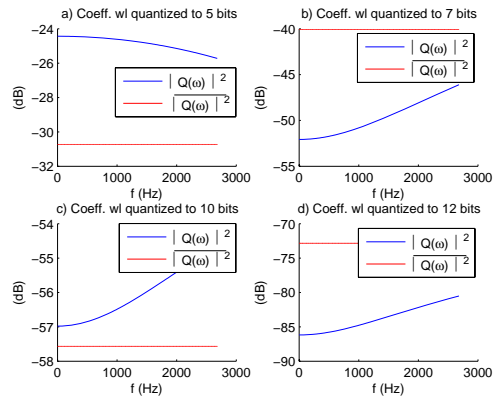 a) Coeff. wl quantized to 5 bits
−24
−26
−28
−30
−32
(dB)
| Q(ω) | 2
| Q(ω) | 2
0
1000
2000
3000
f (Hz)
b) Coeff. wl quantized to 7 bits
−40
−45
−50
−55
(dB)
| Q(ω) | 2
| Q(ω) | 2
0
1000
2000
3000
f (Hz)
c) Coeff. wl quantized to 10 bits
−54
−55
−56
−57
−58
(dB)
| Q(ω) | 2
| Q(ω) | 2
0
1000
2000
3000
f (Hz)
d) Coeff. wl quantized to 12 bits
−70
−75
−80
−85
−90
(dB)
| Q(ω) | 2
| Q(ω) | 2
0
1000
2000
3000
f (Hz)